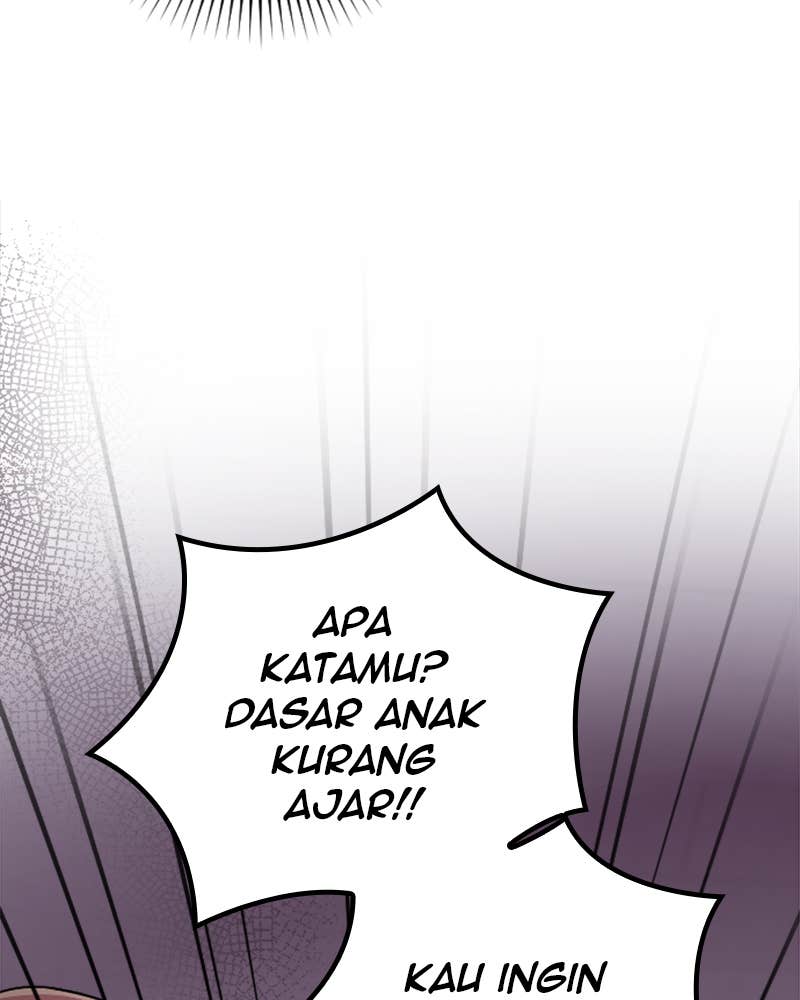 APA
KATAMU?
DASAR ANAK
KURANG
AJAR!!
KAU INGIN